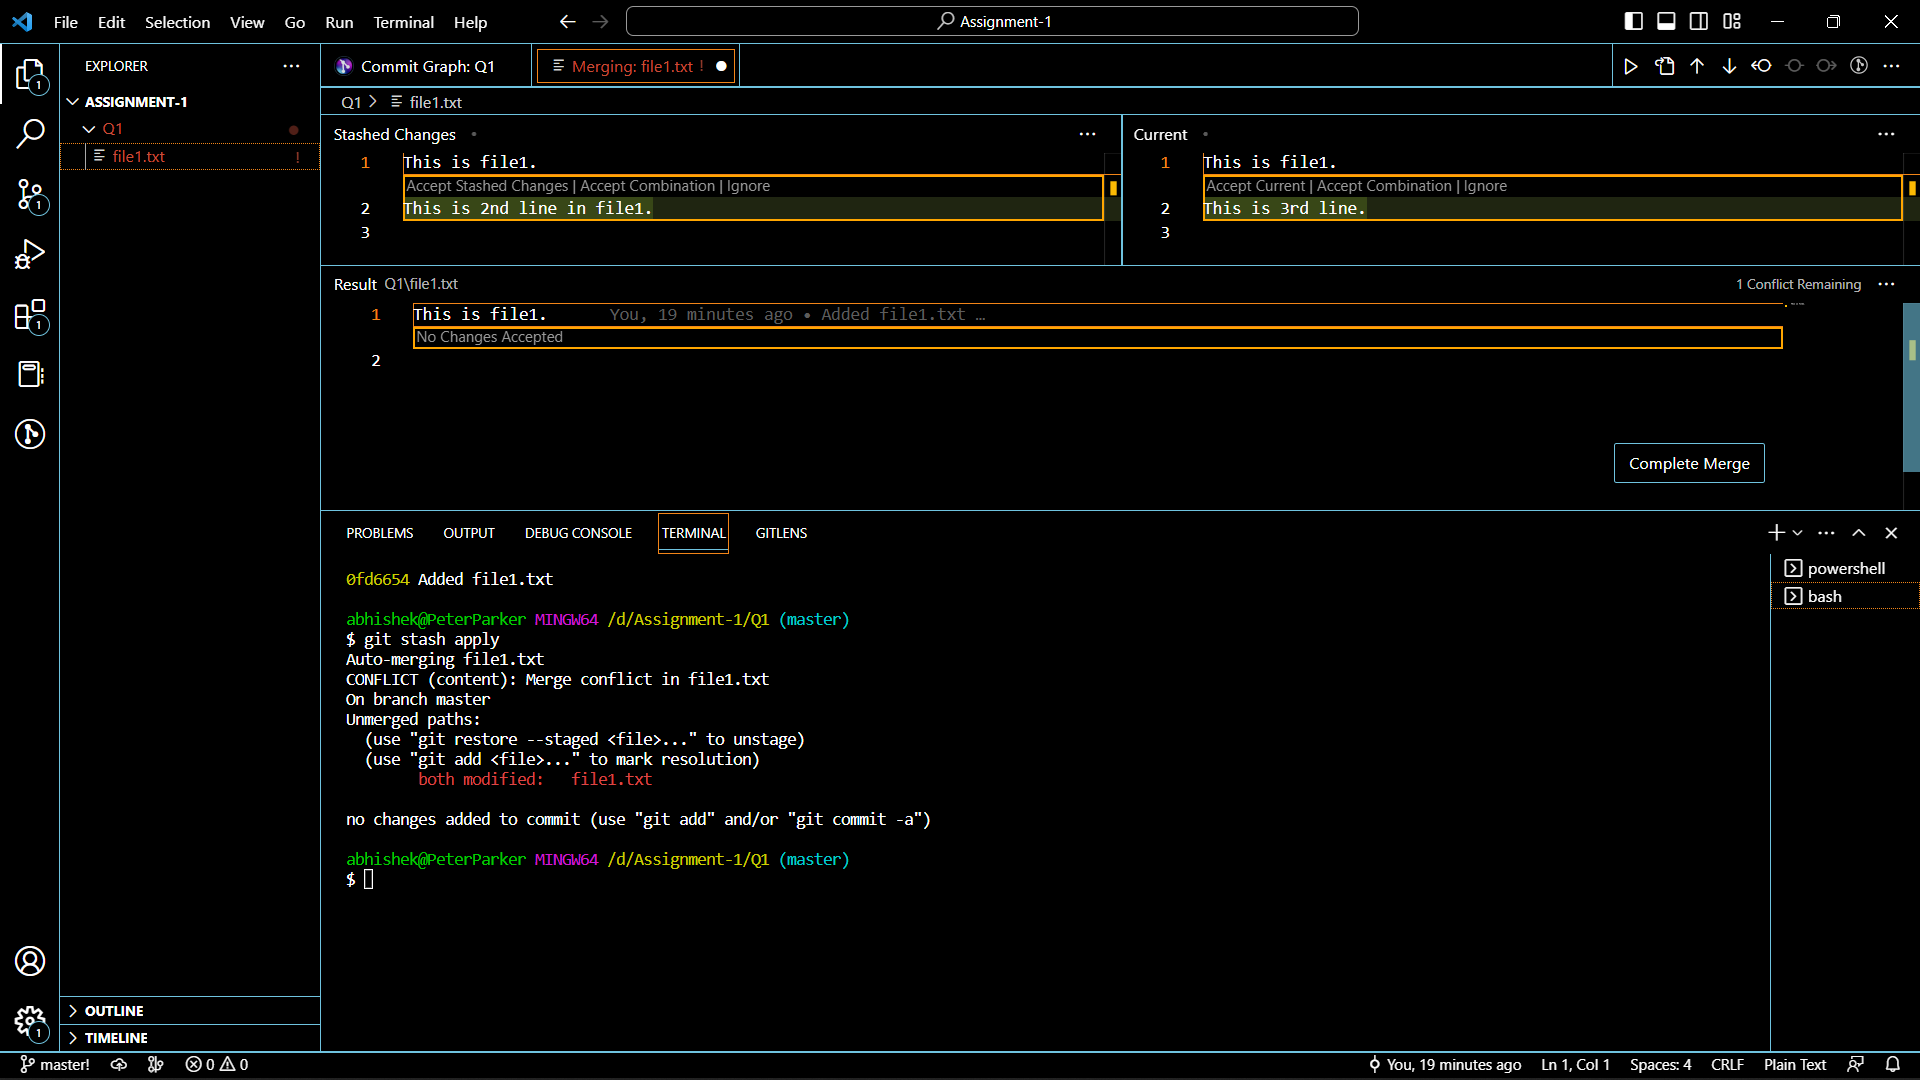 File Edit Selection View Go Run Terminal Help
Assignment-1
EXPLORER
1
ASSIGNMENT-1
Q1
file1.txt !
1
1
1
OUTLINE
TIMELINE
Commit Graph: Q1
Merging: file1.txt !
Q1 > file1.txt
Stashed Changes
1 This is file1.
Accept Stashed Changes | Accept Combination | Ignore
2 This is 2nd line in file1.
3
Current
1 This is file1.
Accept Current | Accept Combination | Ignore
2 This is 3rd line.
3
Result Q1\file1.txt
1 Conflict Remaining
1 This is file1. You, 19 minutes ago • Added file1.txt …
No Changes Accepted
2
Complete Merge
PROBLEMS OUTPUT DEBUG CONSOLE TERMINAL GITLENS
0fd6654 Added file1.txt
abhishek@PeterParker MINGW64 /d/Assignment-1/Q1 (master)
$ git stash apply
Auto-merging file1.txt
CONFLICT (content): Merge conflict in file1.txt
On branch master
Unmerged paths:
(use "git restore --staged <file>..." to unstage)
(use "git add <file>..." to mark resolution)
both modified: file1.txt
no changes added to commit (use "git add" and/or "git commit -a")
abhishek@PeterParker MINGW64 /d/Assignment-1/Q1 (master)
$
powershell
bash
master! 0 0
You, 19 minutes ago Ln 1, Col 1 Spaces: 4 CRLF Plain Text